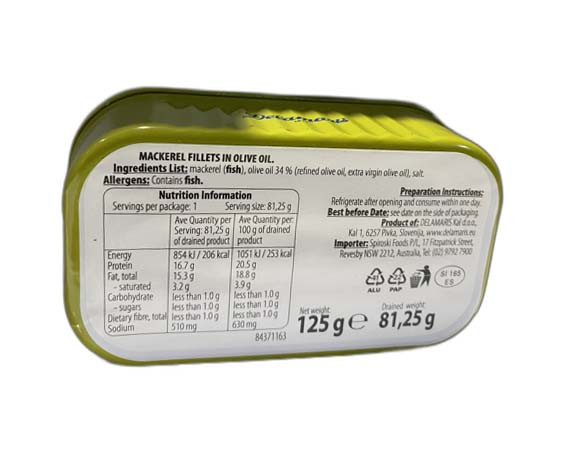 Delamaris
MACKEREL FILLETS IN OLIVE OIL.
Ingredients List: mackerel (fish), olive oil 34 % (refined olive oil, extra virgin olive oil), salt.
Allergens: Contains fish.
Nutrition Information
Servings per package: 1 Serving size: 81,25 g
Ave Quantity per Serving: 81,25 g of drained product
Ave Quantity per: 100 g of drained product
Energy 854 kJ / 206 kcal 1051 kJ / 253 kcal
Protein 16.7 g 20.5 g
Fat, total 15.3 g 18.8 g
- saturated 3.2 g 3.9 g
Carbohydrate less than 1.0 g less than 1.0 g
- sugars less than 1.0 g less than 1.0 g
Dietary fibre, total less than 1.0 g less than 1.0 g
Sodium 510 mg 630 mg
84371163
Preparation Instructions:
Refrigerate after opening and consume within one day.
Best before Date: see date on the side of packaging.
Product of: DELAMARIS Kal d.o.o.,
Kal 1, 6257 Pivka, Slovenija, www.delamaris.eu
Importer: Spiroski Foods P/L, 17 Fitzpatrick Street,
Revesby NSW 2212, Australia, Tel: (02) 9792 7900
41
ALU
PAP
SI 165
ES
Net weight:
125 g e
Drained weight:
81,25 g